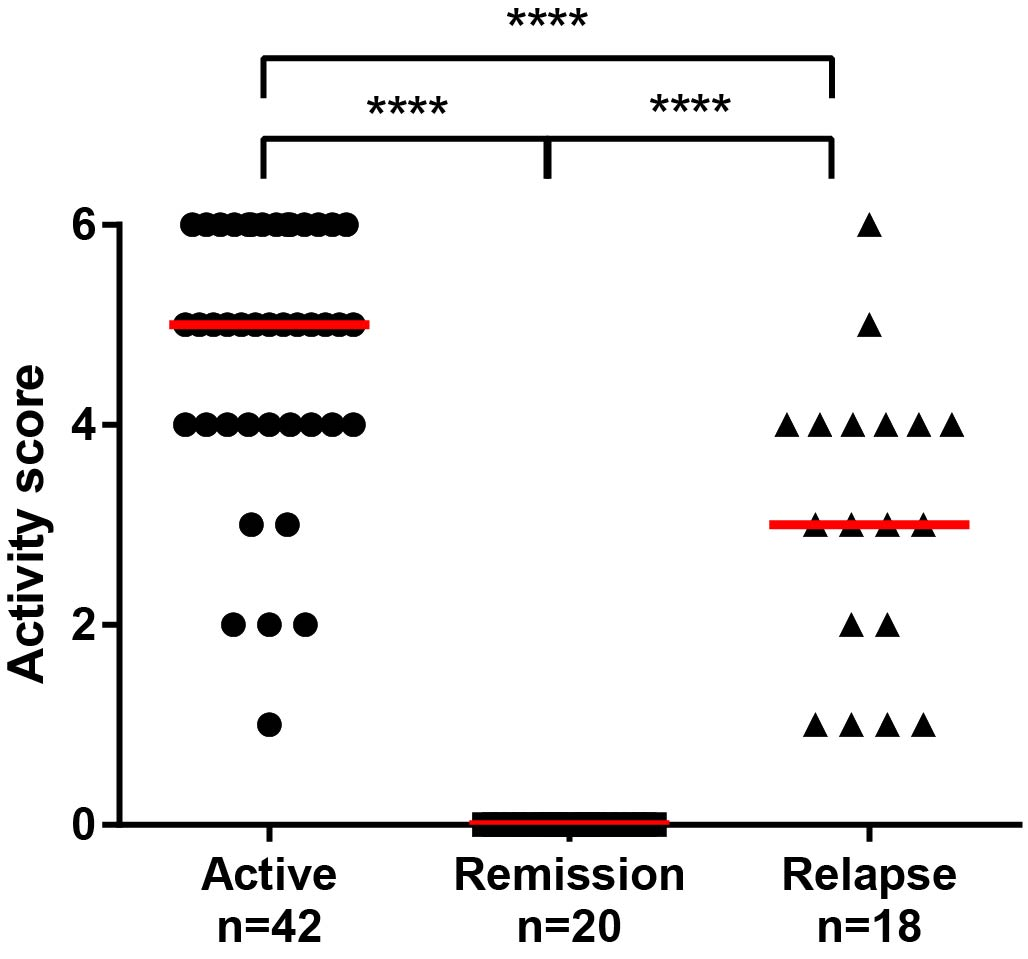 ****
****
****
6
4
2
0
Activity score
Active
n=42
Remission
n=20
Relapse
n=18